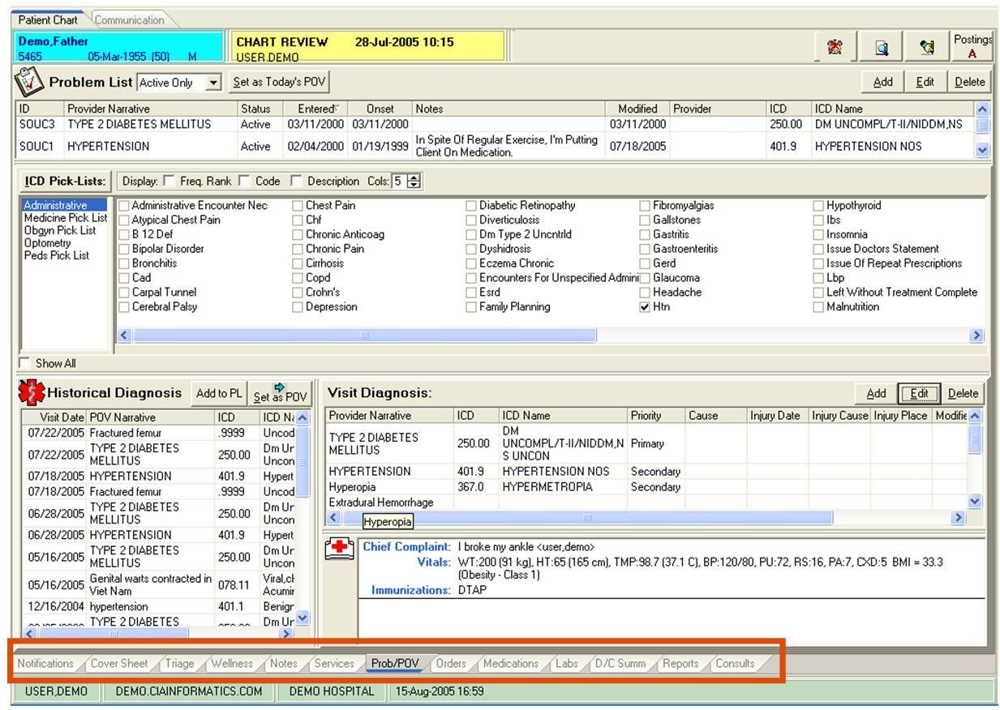 Patient Chart Communication
Demo,Father
5465 05-Mar-1955 (50) M
CHART REVIEW 28-Jul-2005 10:15
USER,DEMO
Postings
A
Problem List Active Only Set as Today's POV Add Edit Delete
ID Provider Narrative Status Entered Onset Notes Modified Provider ICD ICD Name
SOUC3 TYPE 2 DIABETES MELLITUS Active 03/11/2000 03/11/2000 03/11/2000 250.00 DM UNCOMPL/T-II/NIDDM,NS
SOUC1 HYPERTENSION Active 02/04/2000 01/19/1999 In Spite Of Regular Exercise, I'm Putting Client On Medication. 07/18/2005 401.9 HYPERTENSION NOS
ICD Pick-Lists: Display: Freq. Rank Code Description Cols: 5
Administrative
Medicine Pick List
Obgyn Pick List
Optometry
Peds Pick List
Administrative Encounter Nec Chest Pain Diabetic Retinopathy Fibromyalgias Hypothyroid
Atypical Chest Pain Chf Diverticulosis Gallstones Ibs
B 12 Def Chronic Anticoag Dm Type 2 Uncntrld Gastritis Insomnia
Bipolar Disorder Chronic Pain Dyshidrosis Gastroenteritis Issue Doctors Statement
Bronchitis Cirrhosis Eczema Chronic Gerd Issue Of Repeat Prescriptions
Cad Copd Encounters For Unspecified Admini Glaucoma Lbp
Carpal Tunnel Crohn's Esrd Headache Left Without Treatment Complete
Cerebral Palsy Depression Family Planning Htn Malnutrition
Show All
Historical Diagnosis Add to PL Set as POV
Visit Date POV Narrative ICD ICD Na
07/22/2005 Fractured femur .9999 Uncod
07/22/2005 TYPE 2 DIABETES MELLITUS 250.00 Dm Un Uncon
07/18/2005 HYPERTENSION 401.9 Hypert
07/18/2005 Fractured femur .9999 Uncod
06/28/2005 TYPE 2 DIABETES MELLITUS 250.00 Dm Un Uncon
06/28/2005 HYPERTENSION 401.9 Hypert
05/16/2005 TYPE 2 DIABETES MELLITUS 250.00 Dm Un Uncon
05/16/2005 Genital warts contracted in Viet Nam 078.11 Viral,cl Acumir
12/16/2004 hypertension 401.1 Benign
TYPE 2 DIABETES Dm Un
Visit Diagnosis: Add Edit Delete
Provider Narrative ICD ICD Name Priority Cause Injury Date Injury Cause Injury Place Modifie
TYPE 2 DIABETES MELLITUS 250.00 DM UNCOMPL/T-II/NIDDM,N S UNCON Primary
HYPERTENSION 401.9 HYPERTENSION NOS Secondary
Hyperopia 367.0 HYPERMETROPIA Secondary
Extradural Hemorrhage
Hyperopia
Chief Complaint: I broke my ankle <user,demo>
Vitals: WT:200 (91 kg), HT:65 (165 cm), TMP:98.7 (37.1 C), BP:120/80, PU:72, RS:16, PA:7, CXD:5 BMI = 33.3
(Obesity - Class 1)
Immunizations: DTAP
Notifications Cover Sheet Triage Wellness Notes Services Prob/POV Orders Medications Labs D/C Summ Reports Consults
USER,DEMO DEMO.CIAINFORMATICS.COM DEMO HOSPITAL 15-Aug-2005 16:59